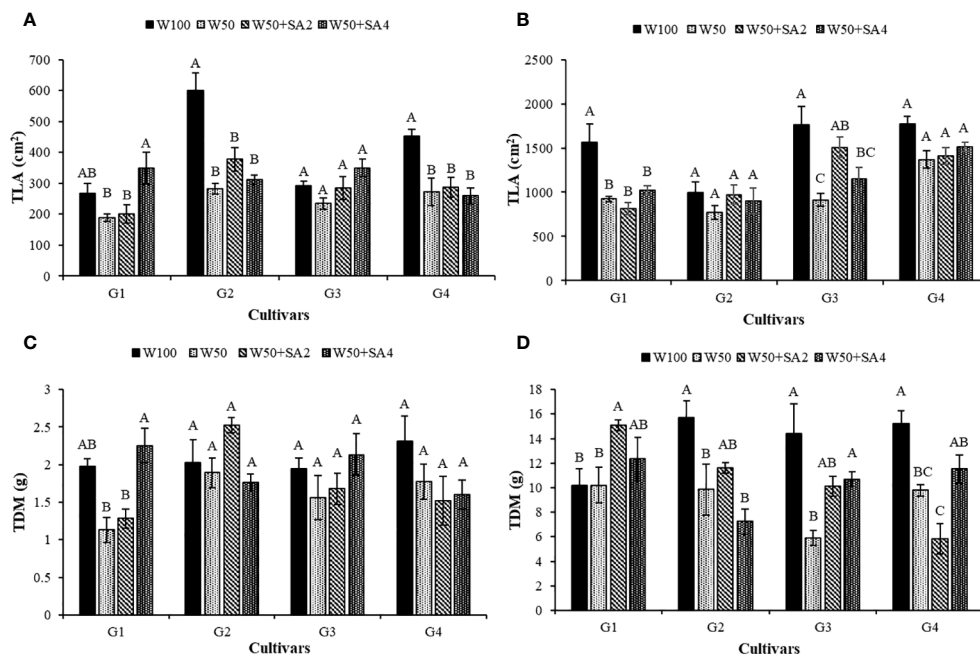 A
W100 W50 W50+SA2 W50+SA4
TLA (cm²)
700
600
500
400
300
200
100
0
AB B B A
A B B B
A A A A
A B B B
G1 G2 G3 G4
Cultivars
B
W100 W50 W50+SA2 W50+SA4
TLA (cm²)
2500
2000
1500
1000
500
0
A B B B
A A A A
A C AB BC
A A A A
G1 G2 G3 G4
Cultivars
C
W100 W50 W50+SA2 W50+SA4
TDM (g)
3
2.5
2
1.5
1
0.5
0
AB B B A
A A A A
A A A A
A A A A
G1 G2 G3 G4
Cultivars
D
W100 W50 W50+SA2 W50+SA4
TDM (g)
18
16
14
12
10
8
6
4
2
0
B B A AB
A B AB B
A B AB A
A BC C AB
G1 G2 G3 G4
Cultivars